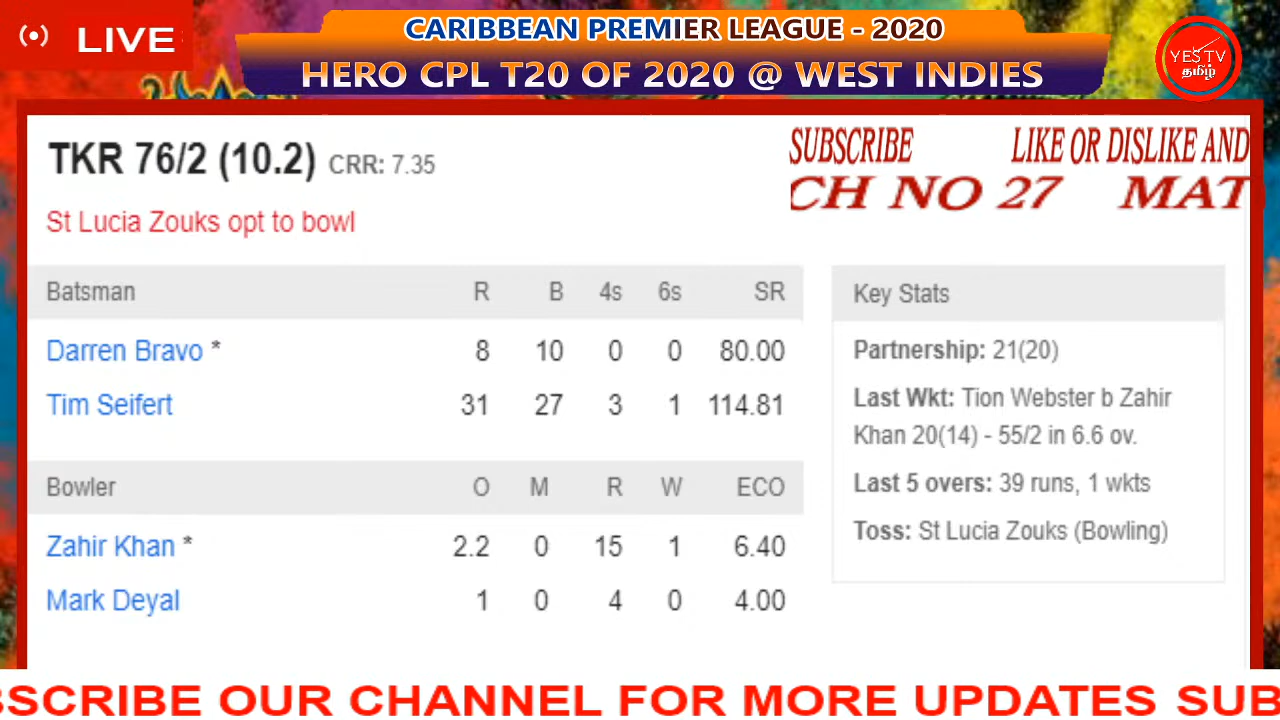 LIVE
CARIBBEAN PREMIER LEAGUE - 2020
HERO CPL T20 OF 2020 @ WEST INDIES
YES TV
தமிழ்
TKR 76/2 (10.2) CRR: 7.35
SUBSCRIBE LIKE OR DISLIKE AND
CH NO 27 MAT
St Lucia Zouks opt to bowl
Batsman R B 4s 6s SR
Darren Bravo * 8 10 0 0 80.00
Tim Seifert 31 27 3 1 114.81
Bowler O M R W ECO
Zahir Khan * 2.2 0 15 1 6.40
Mark Deyal 1 0 4 0 4.00
Key Stats
Partnership: 21(20)
Last Wkt: Tion Webster b Zahir
Khan 20(14) - 55/2 in 6.6 ov.
Last 5 overs: 39 runs, 1 wkts
Toss: St Lucia Zouks (Bowling)
BSCRIBE OUR CHANNEL FOR MORE UPDATES SUB